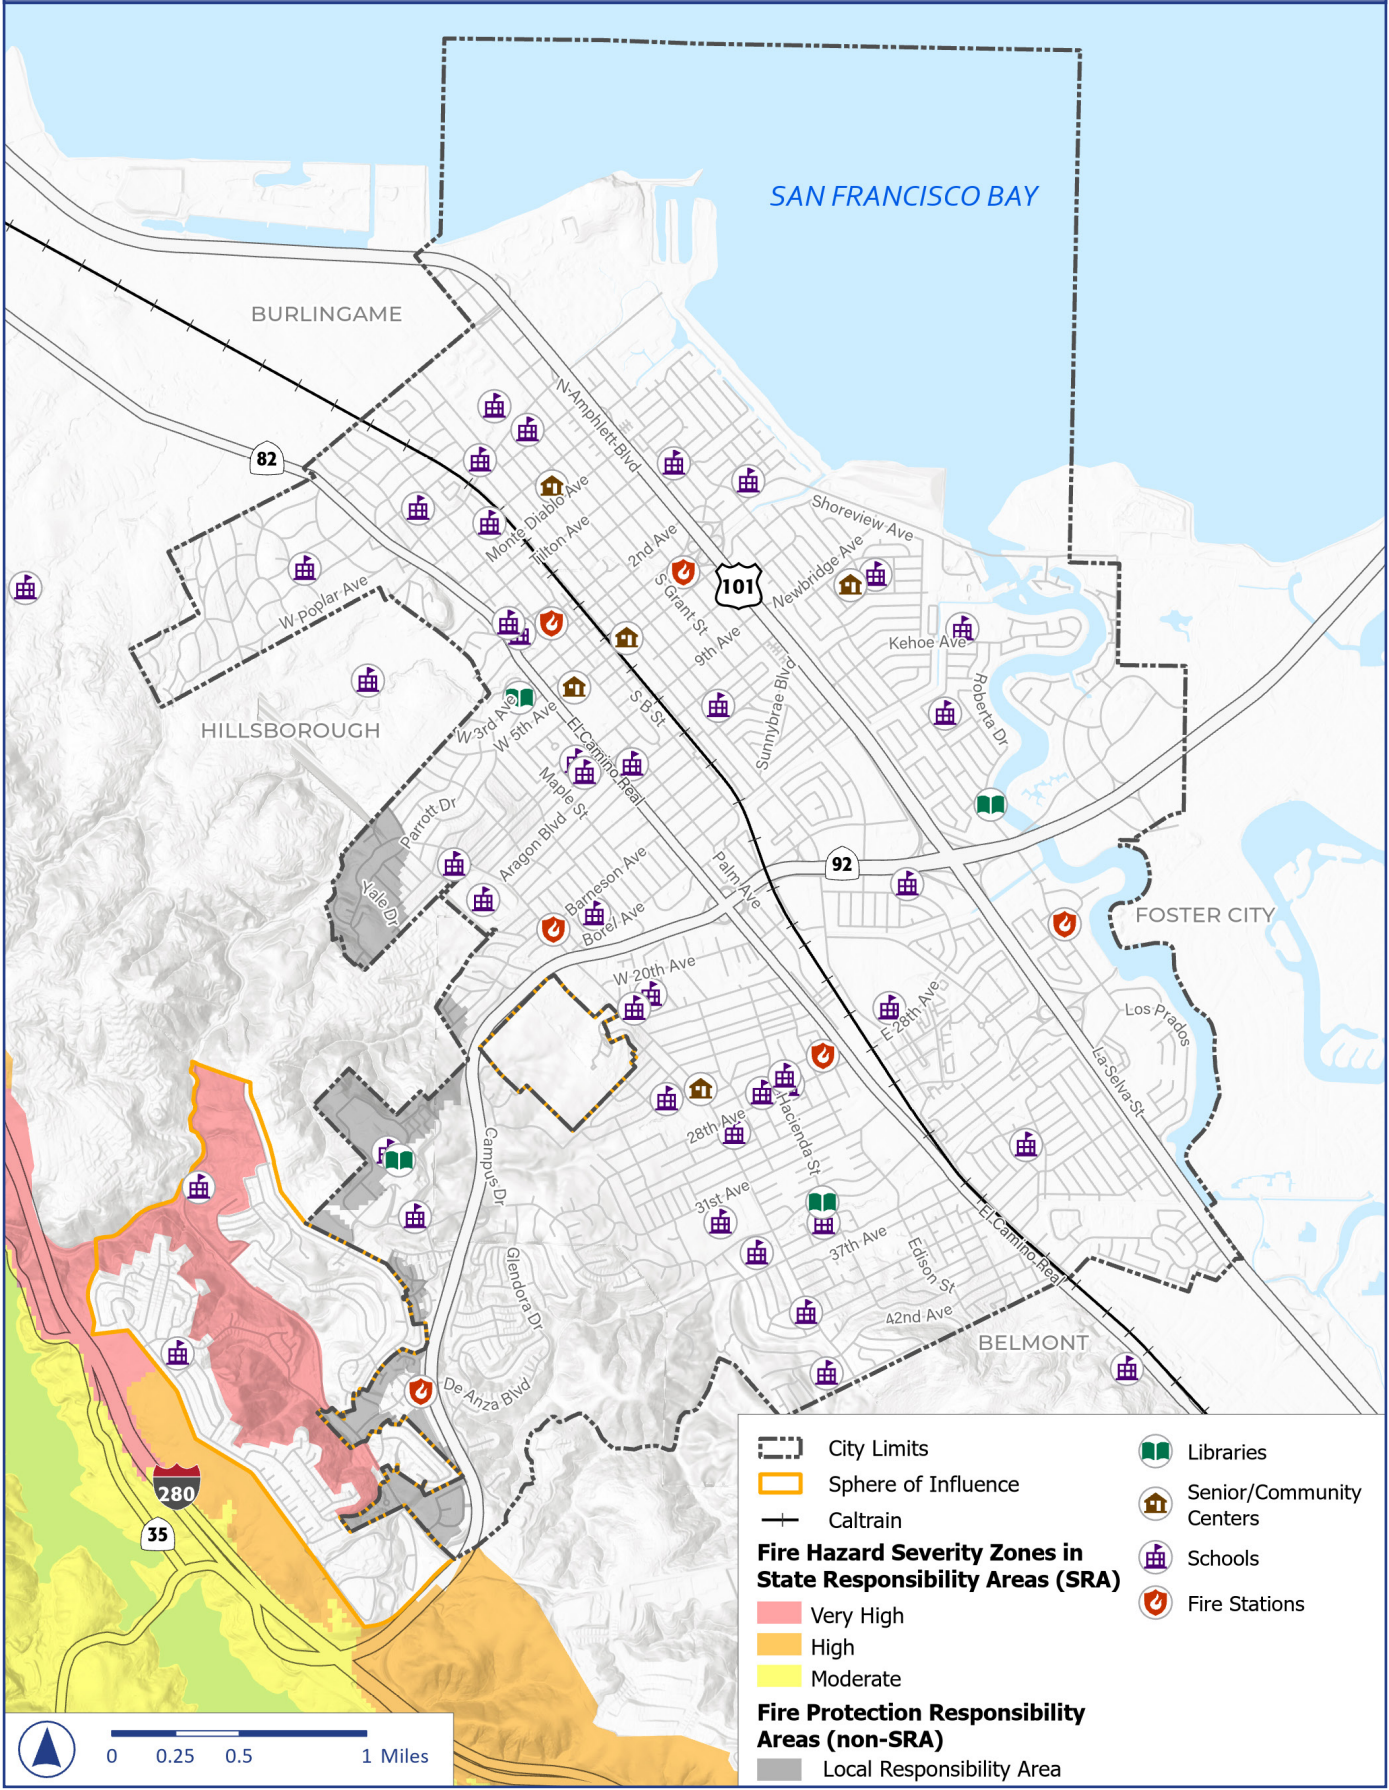 SAN FRANCISCO BAY
BURLINGAME
N Amphlett Blvd
82
Monte Diablo Ave
Tilton Ave
2nd Ave
Shoreview Ave
Newbridge Ave
101
S Grant St
W Poplar Ave
9th Ave
Kehoe Ave
HILLSBOROUGH
W 3rd Ave
W 5th Ave
S B St
Sunnybrae Blvd
Roberta Dr
El Camino Real
Maple St
Parrott Dr
Aragon Blvd
Barneson Ave
Palm Ave
92
Yale Dr
Borel Ave
FOSTER CITY
W 20th Ave
E 28th Ave
Los Prados
La Selva St
Campus Dr
28th Ave
Hacienda St
31st Ave
37th Ave
Edison St
El Camino Real
Glendora Dr
42nd Ave
BELMONT
De Anza Blvd
280
35
City Limits
Sphere of Influence
Caltrain
Fire Hazard Severity Zones in
State Responsibility Areas (SRA)
Very High
High
Moderate
Fire Protection Responsibility
Areas (non-SRA)
Local Responsibility Area
Libraries
Senior/Community
Centers
Schools
Fire Stations
0 0.25 0.5 1 Miles